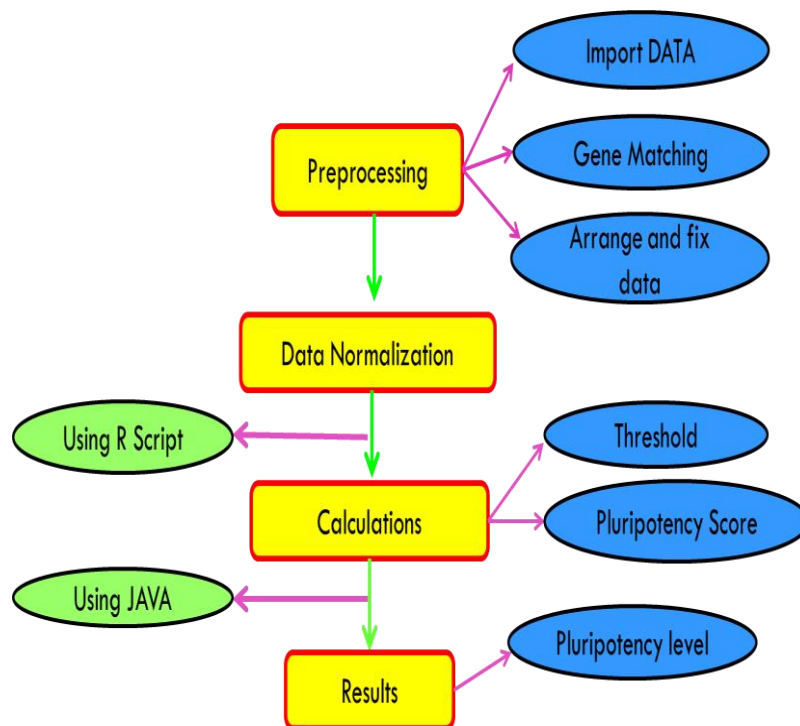 Import DATA
Preprocessing
Gene Matching
Arrange and fix
data
Data Normalization
Using R Script
Threshold
Calculations
Pluripotency Score
Using JAVA
Pluripotency level
Results